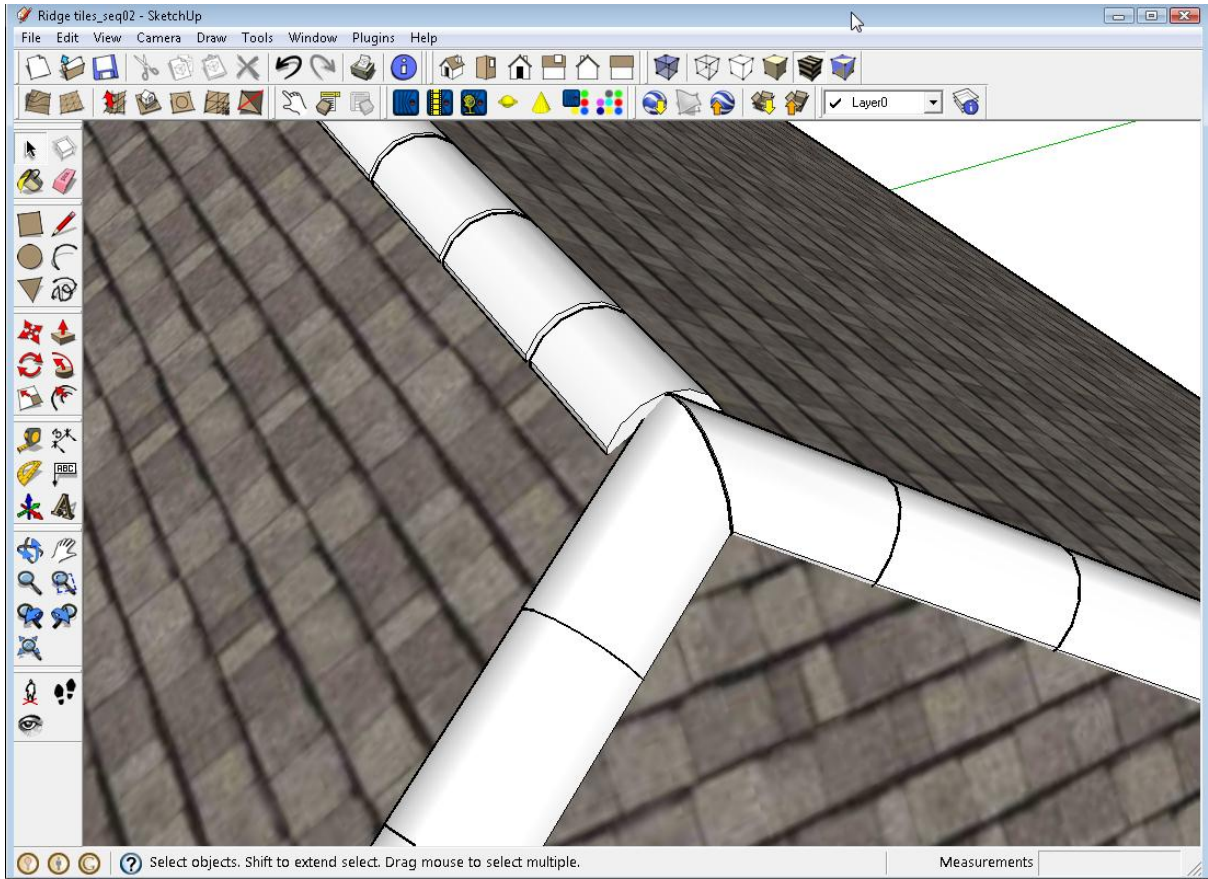 Ridge tiles_seq02 - SketchUp
File Edit View Camera Draw Tools Window Plugins Help
Layer0
ABC
Select objects. Shift to extend select. Drag mouse to select multiple.
Measurements